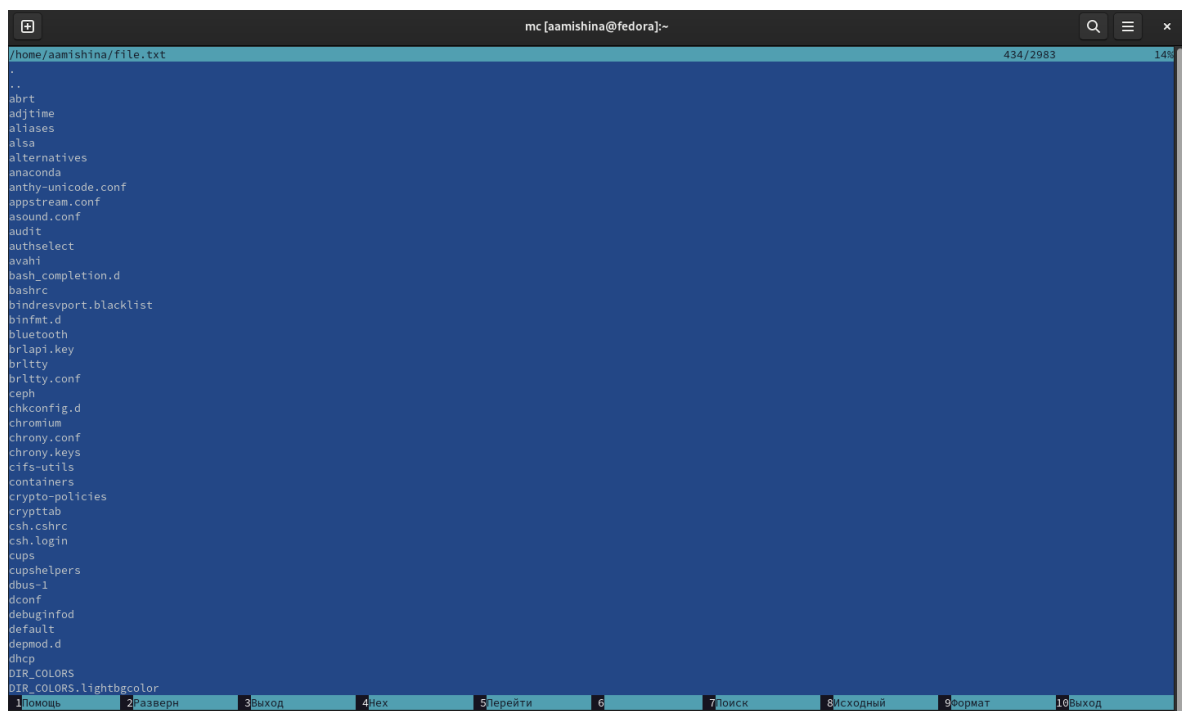 mc [aamishina@fedora]:~
/home/aamishina/file.txt 434/2983 14%
.
..
abrt
adjtime
aliases
alsa
alternatives
anaconda
anthy-unicode.conf
appstream.conf
asound.conf
audit
authselect
avahi
bash_completion.d
bashrc
bindresvport.blacklist
binfmt.d
bluetooth
brlapi.key
brltty
brltty.conf
ceph
chkconfig.d
chromium
chrony.conf
chrony.keys
cifs-utils
containers
crypto-policies
crypttab
csh.cshrc
csh.login
cups
cupshelpers
dbus-1
dconf
debuginfod
default
depmod.d
dhcp
DIR_COLORS
DIR_COLORS.lightbgcolor
1Помощь 2Разверн 3Выход 4Hex 5Перейти 6 7Поиск 8Исходный 9Формат 10Выход